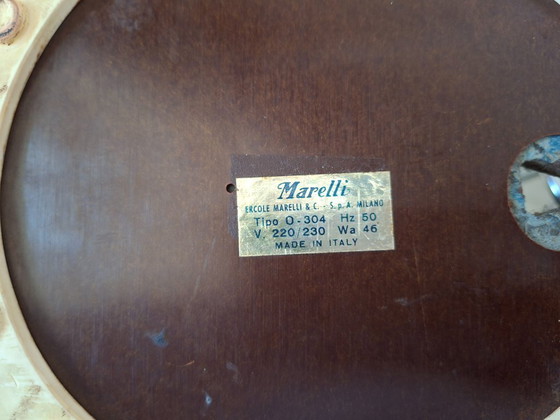 Marelli
ERCOLE MARELLI & C. - S.p.A. MILANO
Tipo O-304 Hz 50
V. 220/230 Wa 46
MADE IN ITALY